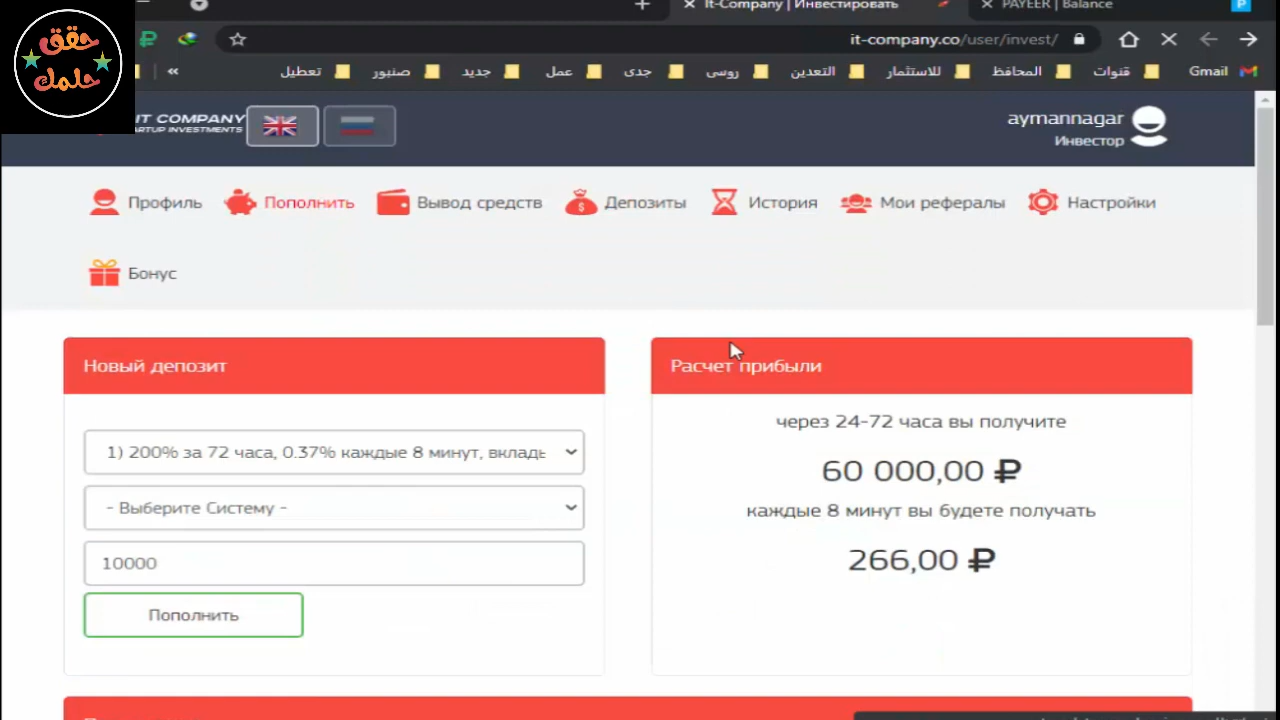 حقق
حلمك
It-Company | Инвестировать
PAYEER | Balance
it-company.co/user/invest/
تعطيل
صنبور
جديد
عمل
جدى
روسى
التعدين
للاستثمار
المحافظ
قنوات
Gmail
IT COMPANY
STARTUP INVESTMENTS
aymannagar
Инвестор
Профиль
Пополнить
Вывод средств
Депозиты
История
Мои рефералы
Настройки
Бонус
Новый депозит
1) 200% за 72 часа, 0.37% каждые 8 минут, вклады
- Выберите Систему -
10000
Пополнить
Расчет прибыли
через 24-72 часа вы получите
60 000,00 ₽
каждые 8 минут вы будете получать
266,00 ₽